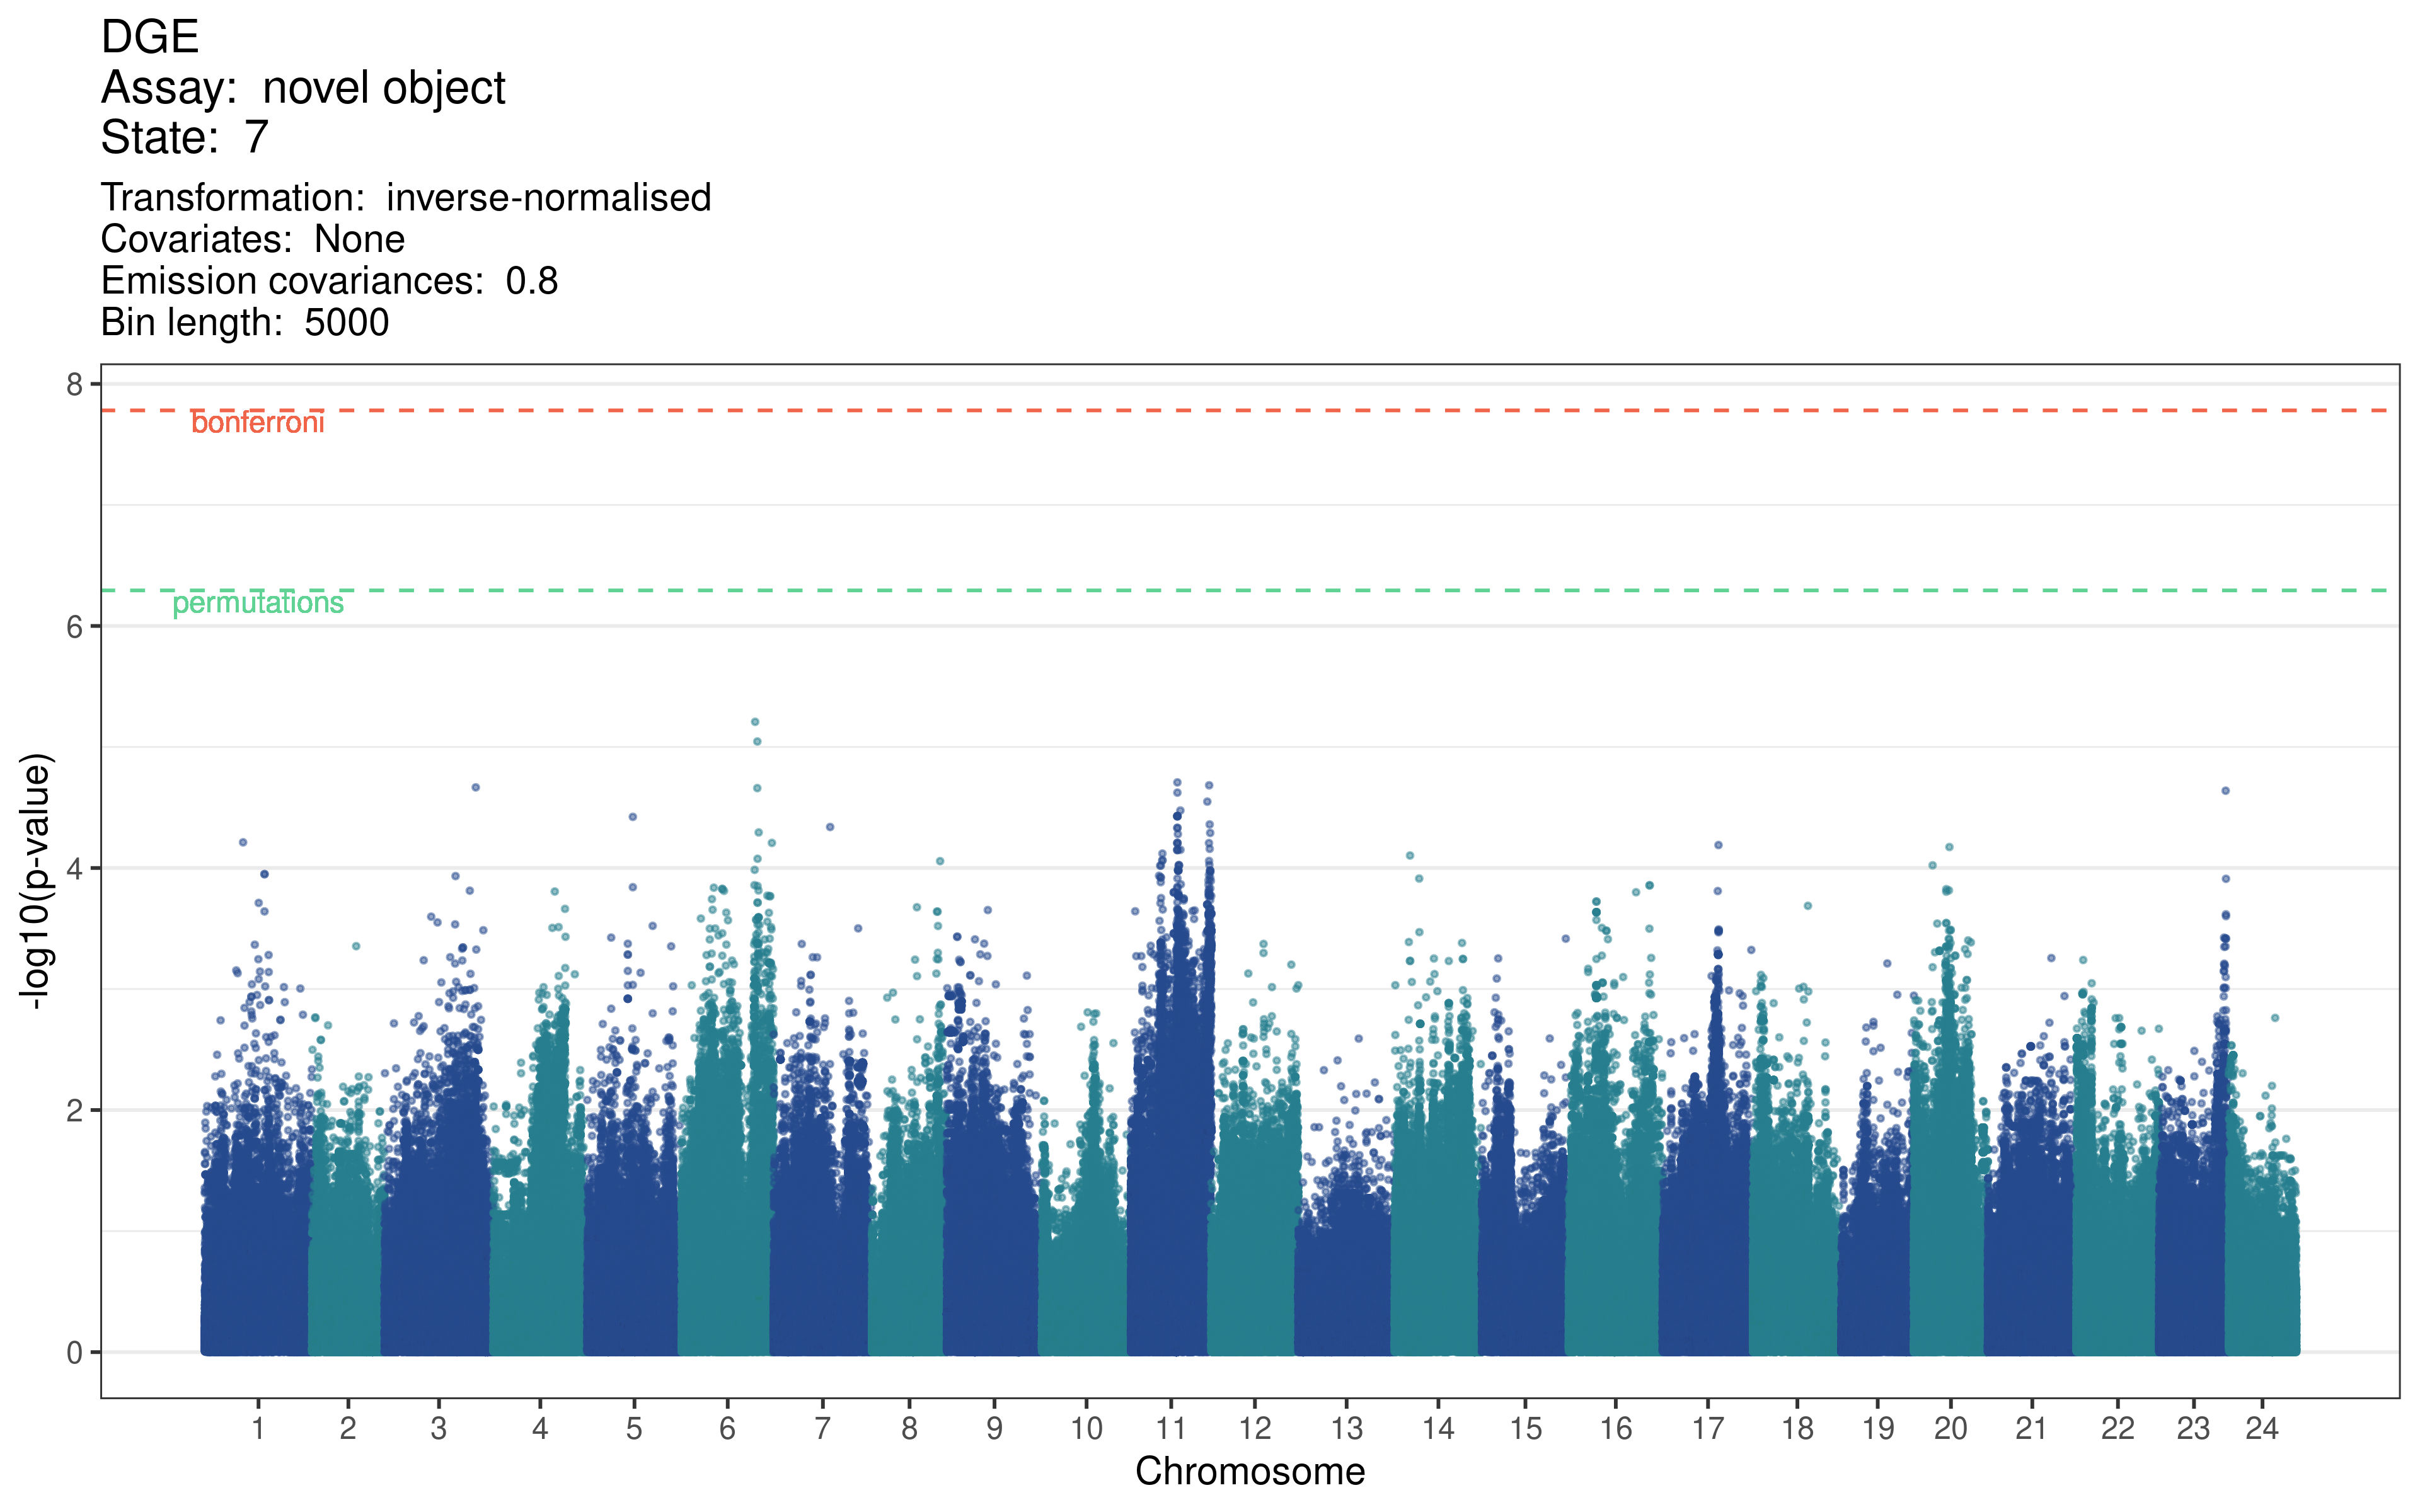 DGE
Assay:  novel object
State:  7
Transformation:  inverse-normalised
Covariates:  None
Emission covariances:  0.8
Bin length:  5000
8
bonferroni
permutations
6
-log10(p-value)
4
2
0
1 2 3 4 5 6 7 8 9 10 11 12 13 14 15 16 17 18 19 20 21 22 23 24
Chromosome